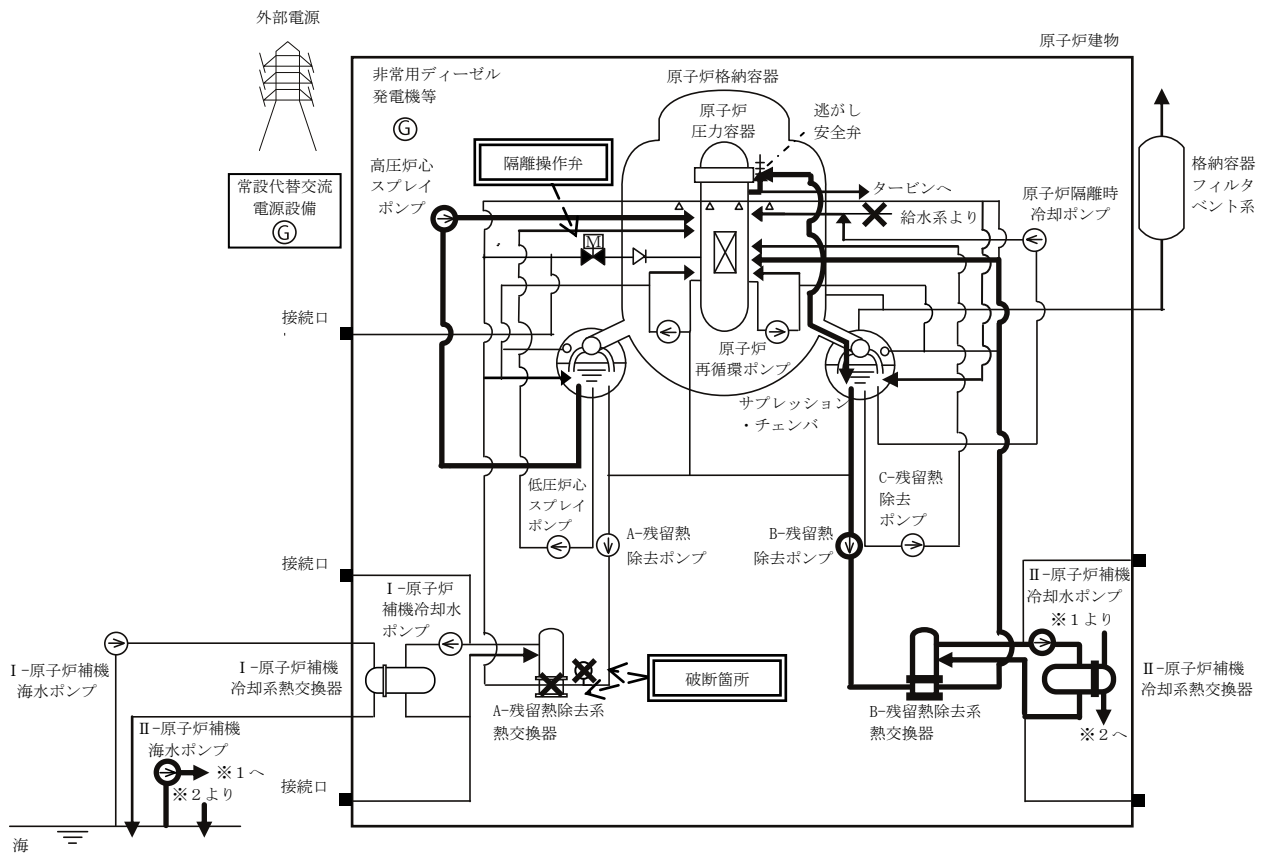 外部電源
原子炉建物
非常用ディーゼル
発電機等
G
原子炉格納容器
原子炉
圧力容器
逃がし
安全弁
隔離操作弁
高圧炉心
スプレイ
ポンプ
常設代替交流
電源設備
G
タービンへ
給水系より
原子炉隔離時
冷却ポンプ
格納容器
フィルタ
ベント系
M
接続口
原子炉
再循環ポンプ
サプレッション
・チェンバ
低圧炉心
スプレイ
ポンプ
A-残留熱
除去ポンプ
B-残留熱
除去ポンプ
C-残留熱
除去
ポンプ
接続口
Ⅰ-原子炉
補機冷却水
ポンプ
Ⅱ-原子炉補機
冷却水ポンプ
※1より
Ⅰ-原子炉補機
海水ポンプ
Ⅰ-原子炉補機
冷却系熱交換器
破断箇所
Ⅱ-原子炉補機
冷却系熱交換器
A-残留熱除去系
熱交換器
B-残留熱除去系
熱交換器
※2へ
Ⅱ-原子炉補機
海水ポンプ
※1へ
※2より
接続口
海